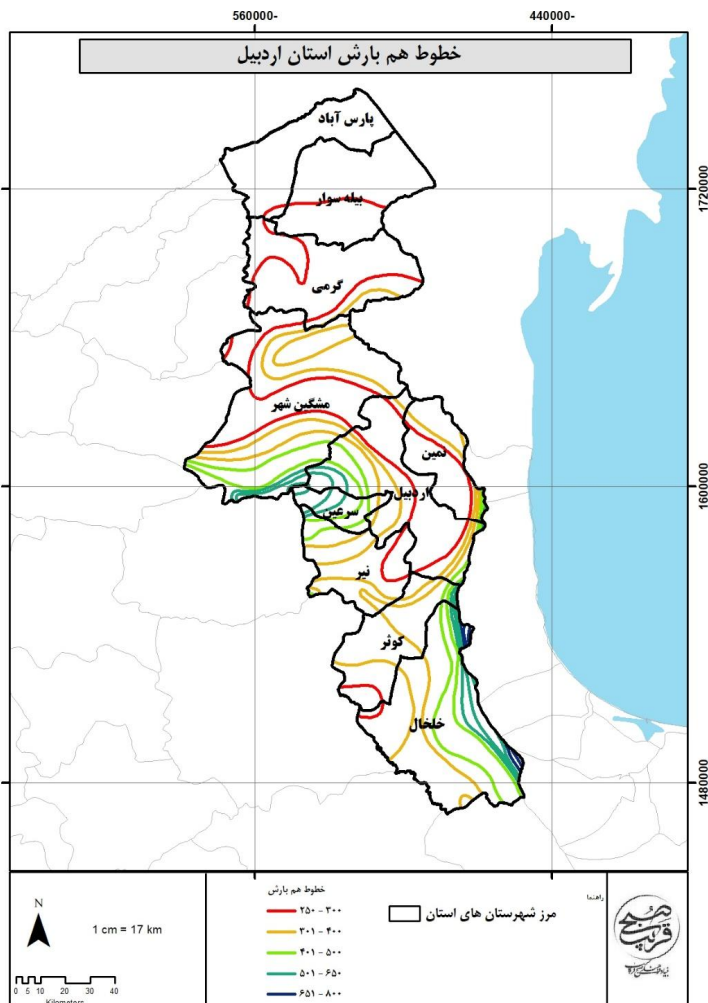 -560000
-440000
خطوط هم بارش استان اردبیل
پارس آباد
بیله سوار
گرمی
مشگین شهر
نمین
اردبیل
سرعین
نیر
کوثر
خلخال
1720000
1600000
1480000
N
1 cm = 17 km
0 5 10 20 30 40
Kilometers
خطوط هم بارش
۲۵۰ - ۳۰۰
۳۰۱ - ۴۰۰
۴۰۱ - ۵۰۰
۵۰۱ - ۶۵۰
۶۵۱ - ۸۰۰
راهنما
مرز شهرستان های استان
صبح
قریب